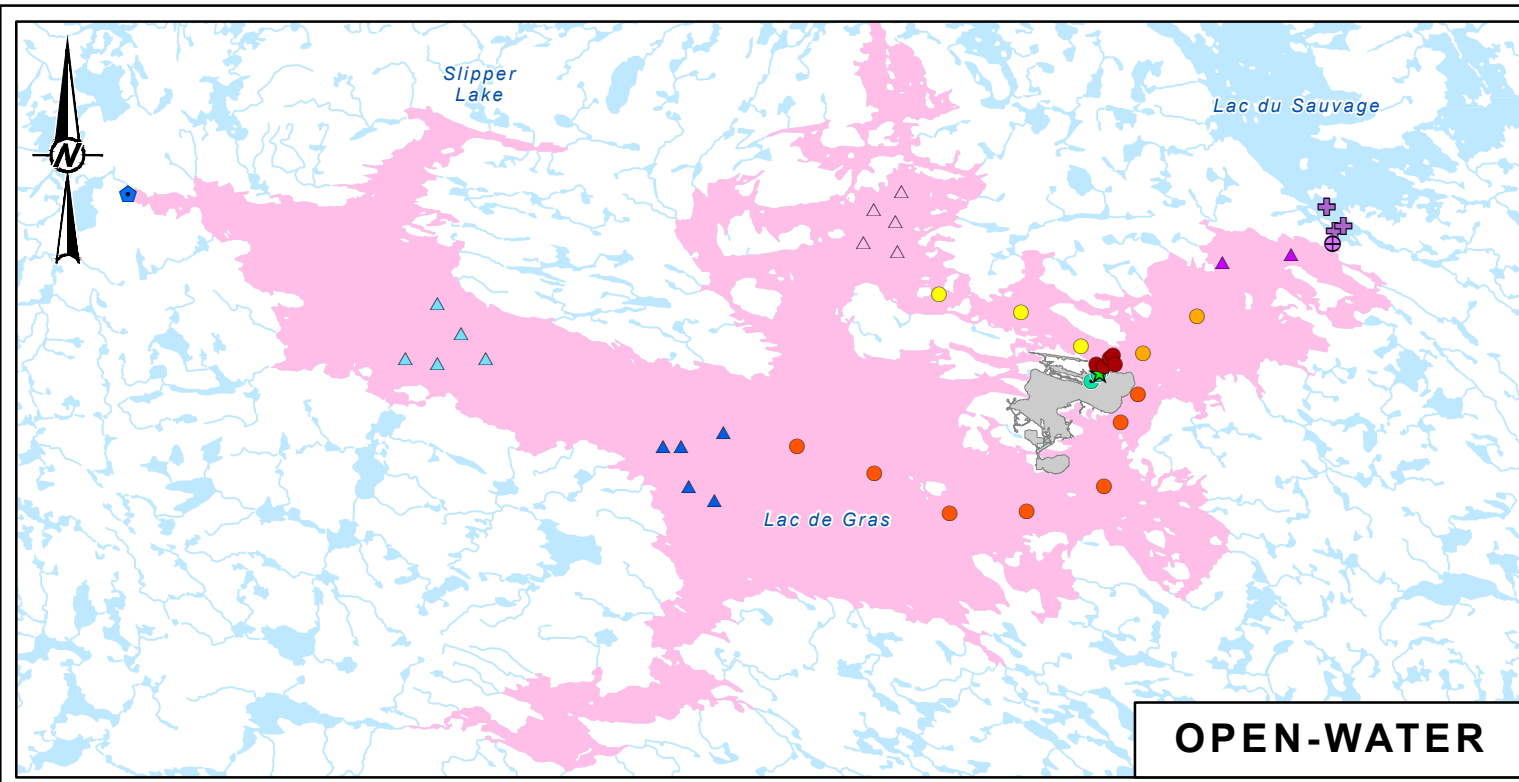 Slipper
Lake
Lac du Sauvage
N
Lac de Gras
OPEN-WATER